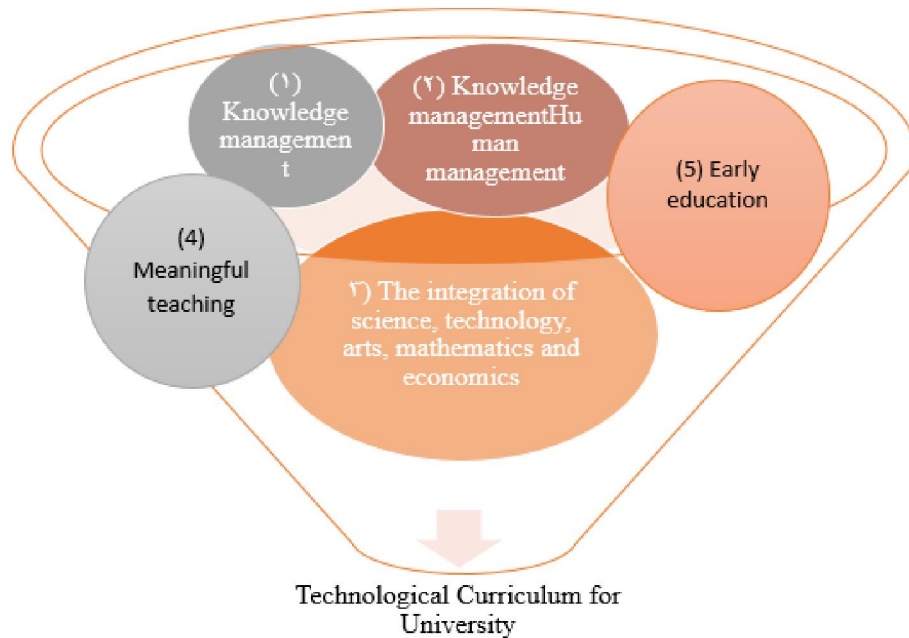 (١)
Knowledge
managemen
t
(٢) Knowledge
managementHu
man
management
(5) Early
education
(4)
Meaningful
teaching
٣) The integration of
science, technology,
arts, mathematics and
economics
Technological Curriculum for
University